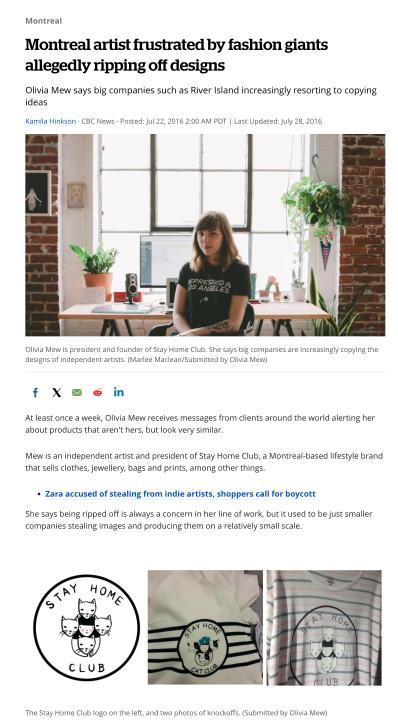 Montreal
Montreal artist frustrated by fashion giants
allegedly ripping off designs
Olivia Mew says big companies such as River Island increasingly resorting to copying
ideas
Kamila Hinkson · CBC News · Posted: Jul 22, 2016 2:00 AM PDT | Last Updated: July 28, 2016
DEPRESSED IN
LOS ANGELES
Olivia Mew is president and founder of Stay Home Club. She says big companies are increasingly copying the
designs of independent artists. (Marlee Maclean/Submitted by Olivia Mew)
At least once a week, Olivia Mew receives messages from clients around the world alerting her
about products that aren't hers, but look very similar.
Mew is an independent artist and president of Stay Home Club, a Montreal-based lifestyle brand
that sells clothes, jewellery, bags and prints, among other things.
• Zara accused of stealing from indie artists, shoppers call for boycott
She says being ripped off is always a concern in her line of work, but it used to be just smaller
companies stealing images and producing them on a relatively small scale.
STAY HOME
CLUB
STAY HOME
CAT CLUB
STAY HOME
CLUB
The Stay Home Club logo on the left, and two photos of knockoffs. (Submitted by Olivia Mew)